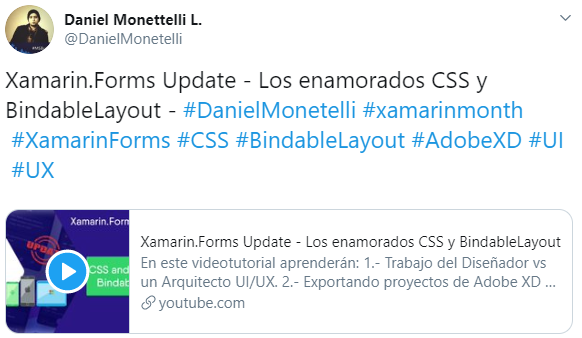 Daniel Monettelli L.
@DanielMonetelli
Xamarin.Forms Update - Los enamorados CSS y
BindableLayout - #DanielMonetelli #xamarinmonth
#XamarinForms #CSS #BindableLayout #AdobeXD #UI
#UX
Xamarin.Forms
CSS and
Bindab
Xamarin.Forms Update - Los enamorados CSS y BindableLayout
En este videotutorial aprenderán: 1.- Trabajo del Diseñador vs
un Arquitecto UI/UX. 2.- Exportando proyectos de Adobe XD ...
youtube.com